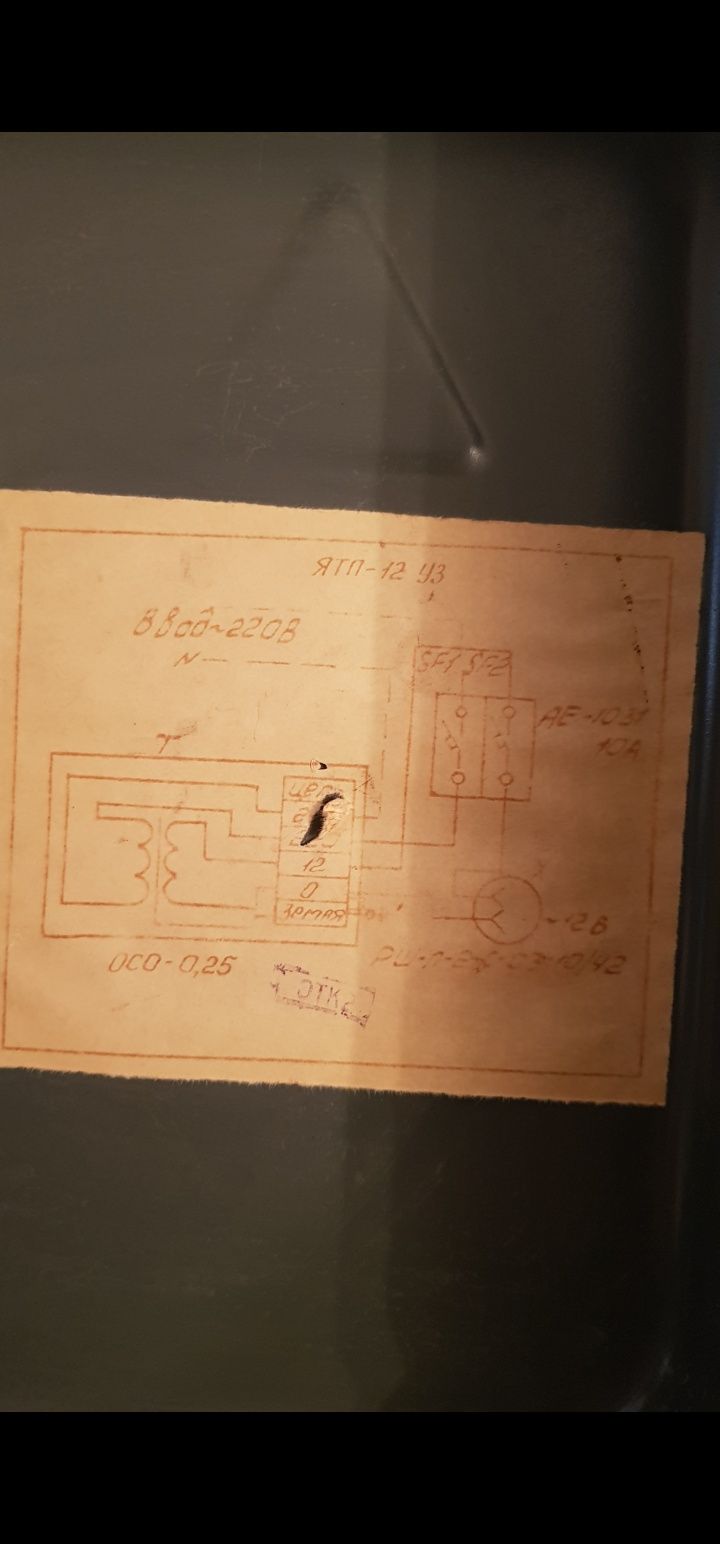 ЯТП-12 У3
Ввод~220В
N
SF1 SF2
АЕ-1031
10А
Т
12
0
Земля
~12в
ОСО-0,25
ОТК